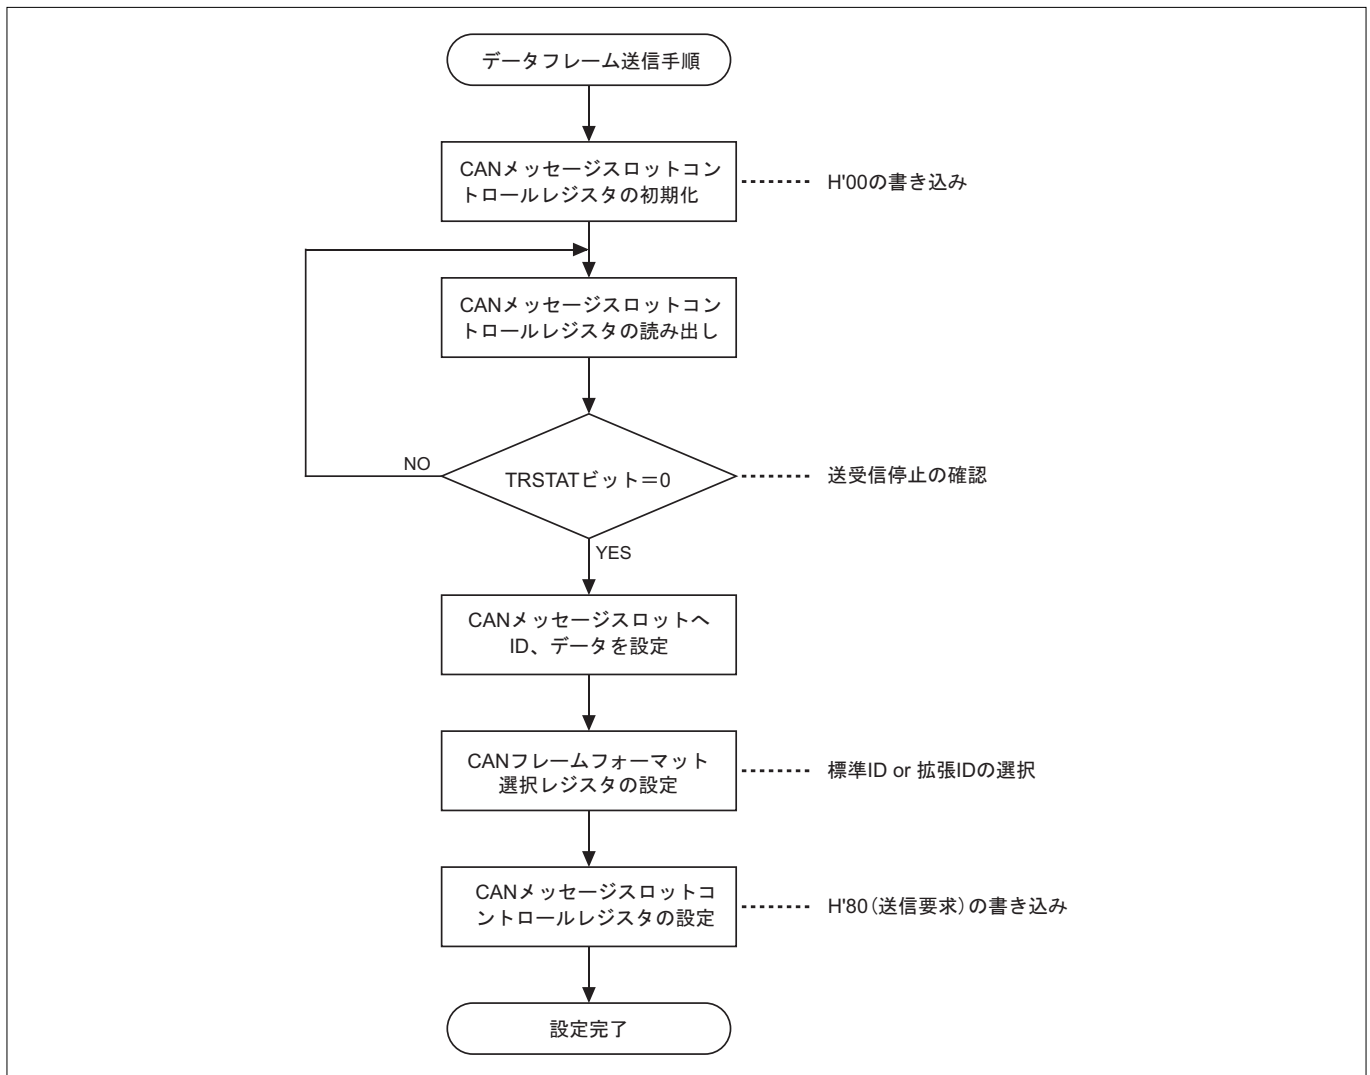 データフレーム送信手順
CANメッセージスロットコン
トロールレジスタの初期化
H'00の書き込み
CANメッセージスロットコン
トロールレジスタの読み出し
NO
TRSTATビット＝0
送受信停止の確認
YES
CANメッセージスロットへ
ID、データを設定
CANフレームフォーマット
選択レジスタの設定
標準ID or 拡張IDの選択
CANメッセージスロットコ
ントロールレジスタの設定
H'80（送信要求）の書き込み
設定完了